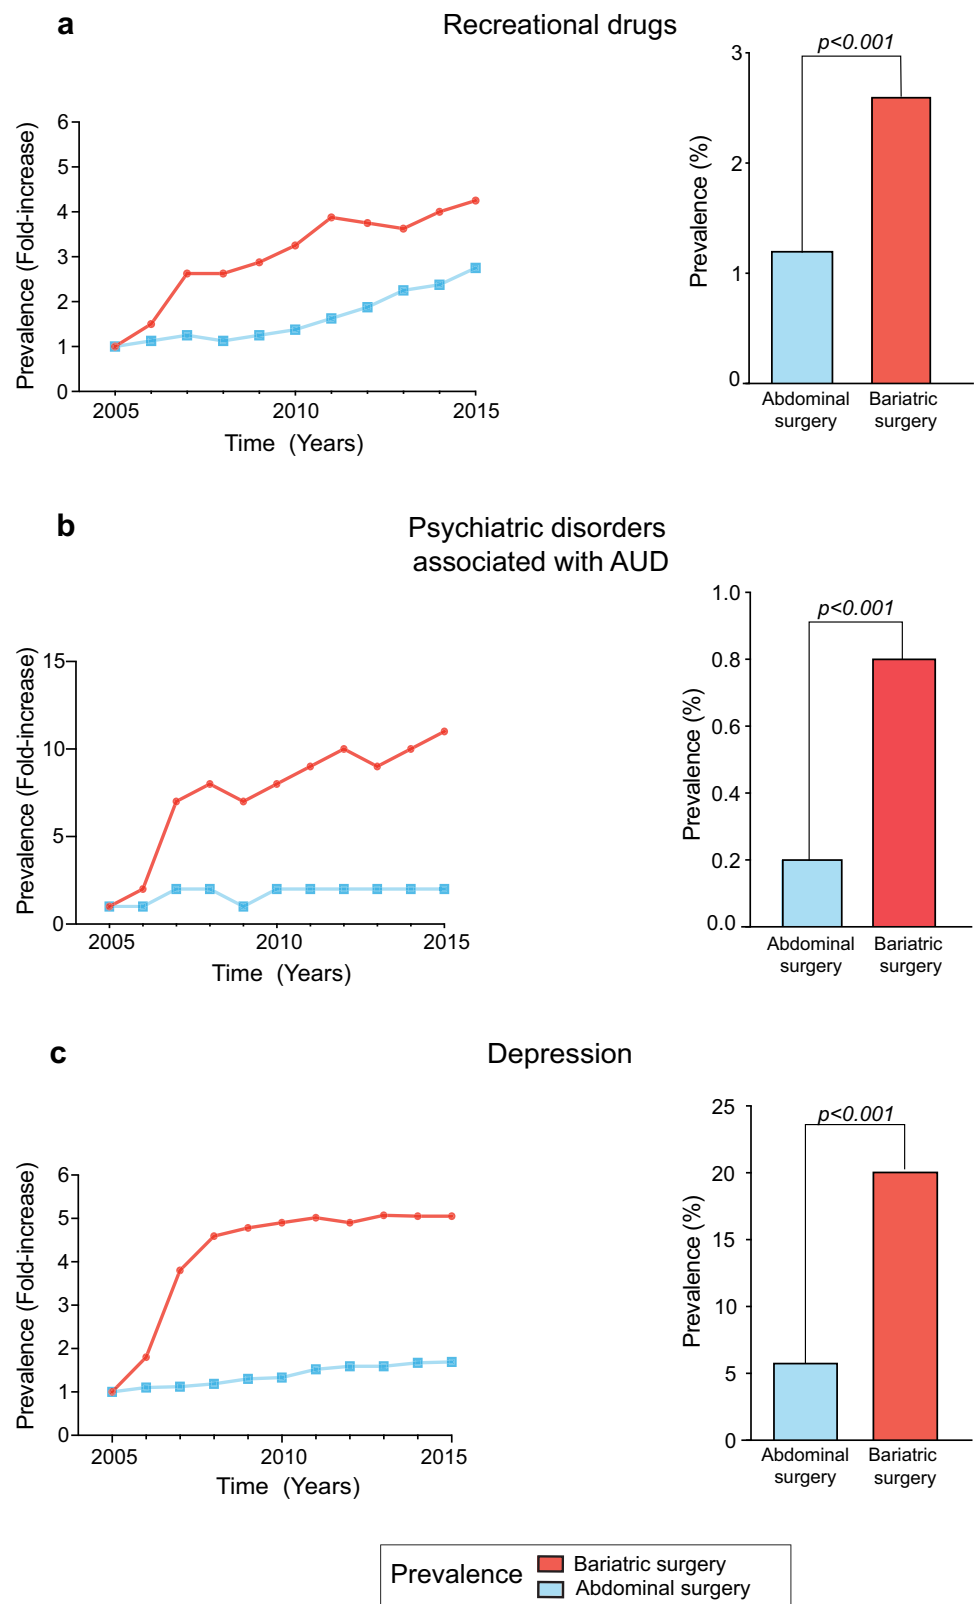 a
Recreational drugs
Prevalence (Fold-increase)
6
5
4
3
2
1
0
2005
2010
2015
Time (Years)
Prevalence (%)
3
2
1
0
p<0.001
Abdominal
surgery
Bariatric
surgery
b
Psychiatric disorders
associated with AUD
Prevalence (Fold-increase)
15
10
5
0
2005
2010
2015
Time (Years)
Prevalence (%)
1.0
0.8
0.6
0.4
0.2
0.0
p<0.001
Abdominal
surgery
Bariatric
surgery
c
Depression
Prevalence (Fold-increase)
6
5
4
3
2
1
0
2005
2010
2015
Time (Years)
Prevalence (%)
25
20
15
10
5
0
p<0.001
Abdominal
surgery
Bariatric
surgery
Prevalence
Bariatric surgery
Abdominal surgery